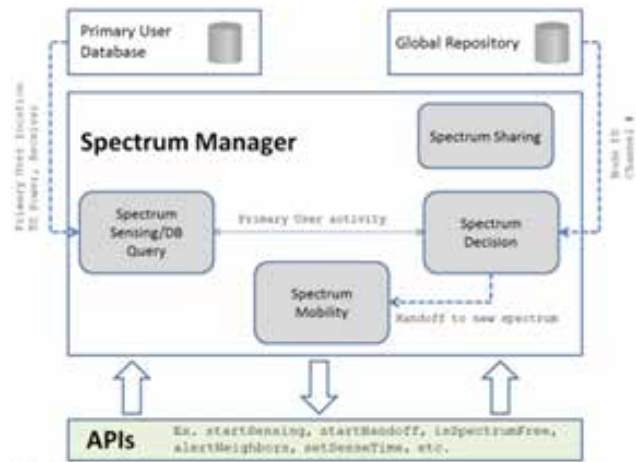 Primary User
Database
Global Repository
Primary User location
TX Power, Receiver
Node ID
Channel #
Spectrum Manager
Spectrum Sharing
Spectrum
Sensing/DB
Query
Primary User activity
Spectrum
Decision
Spectrum
Mobility
Handoff to new spectrum
APIs
Ex. startSensing, startHandoff, isSpectrumFree,
alertNeighbors, setSenseTime, etc.